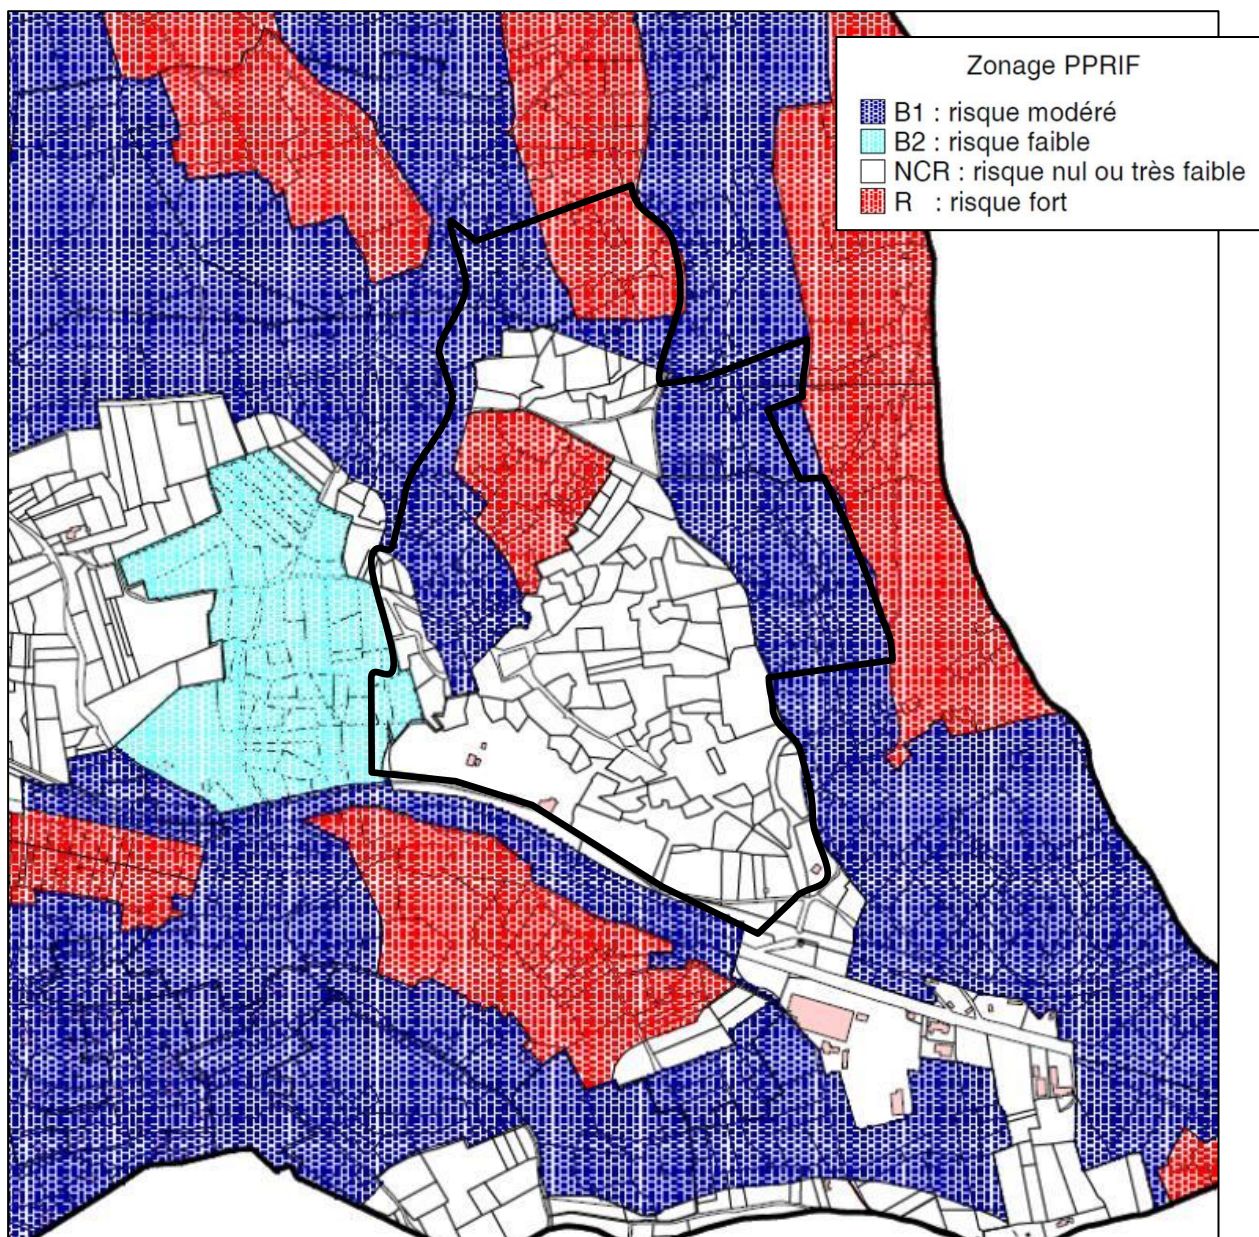 Zonage PPRIF
B1 : risque modéré
B2 : risque faible
NCR : risque nul ou très faible
R : risque fort